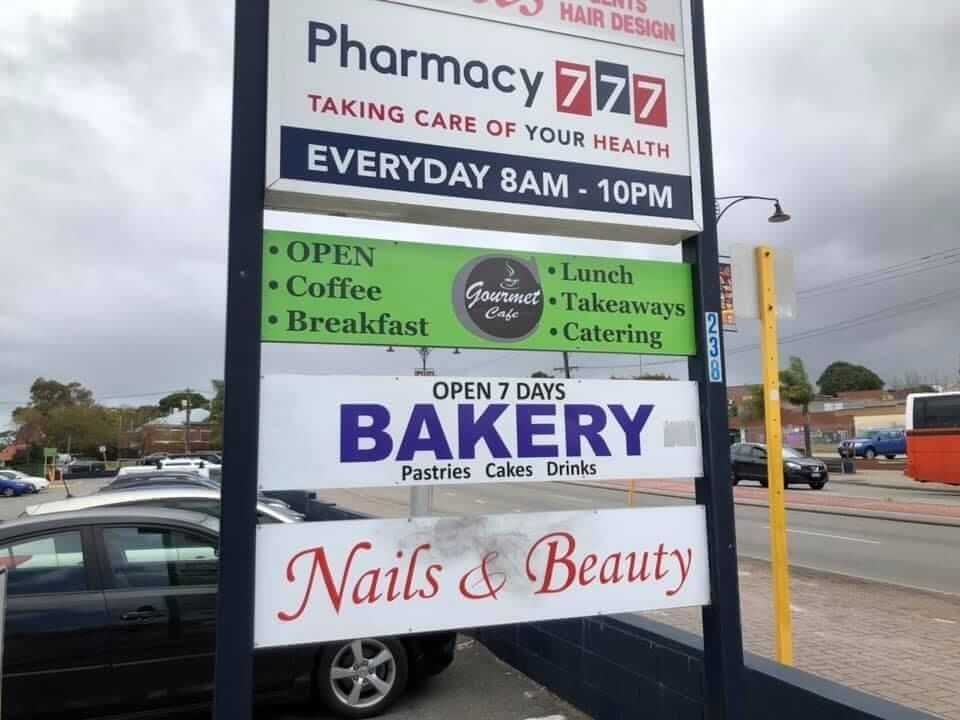 HAIR DESIGN
Pharmacy 777
TAKING CARE OF YOUR HEALTH
EVERYDAY 8AM - 10PM
• OPEN
• Coffee
• Breakfast
Gourmet
Cafe
• Lunch
• Takeaways
• Catering
238
OPEN 7 DAYS
BAKERY
Pastries Cakes Drinks
Nails & Beauty